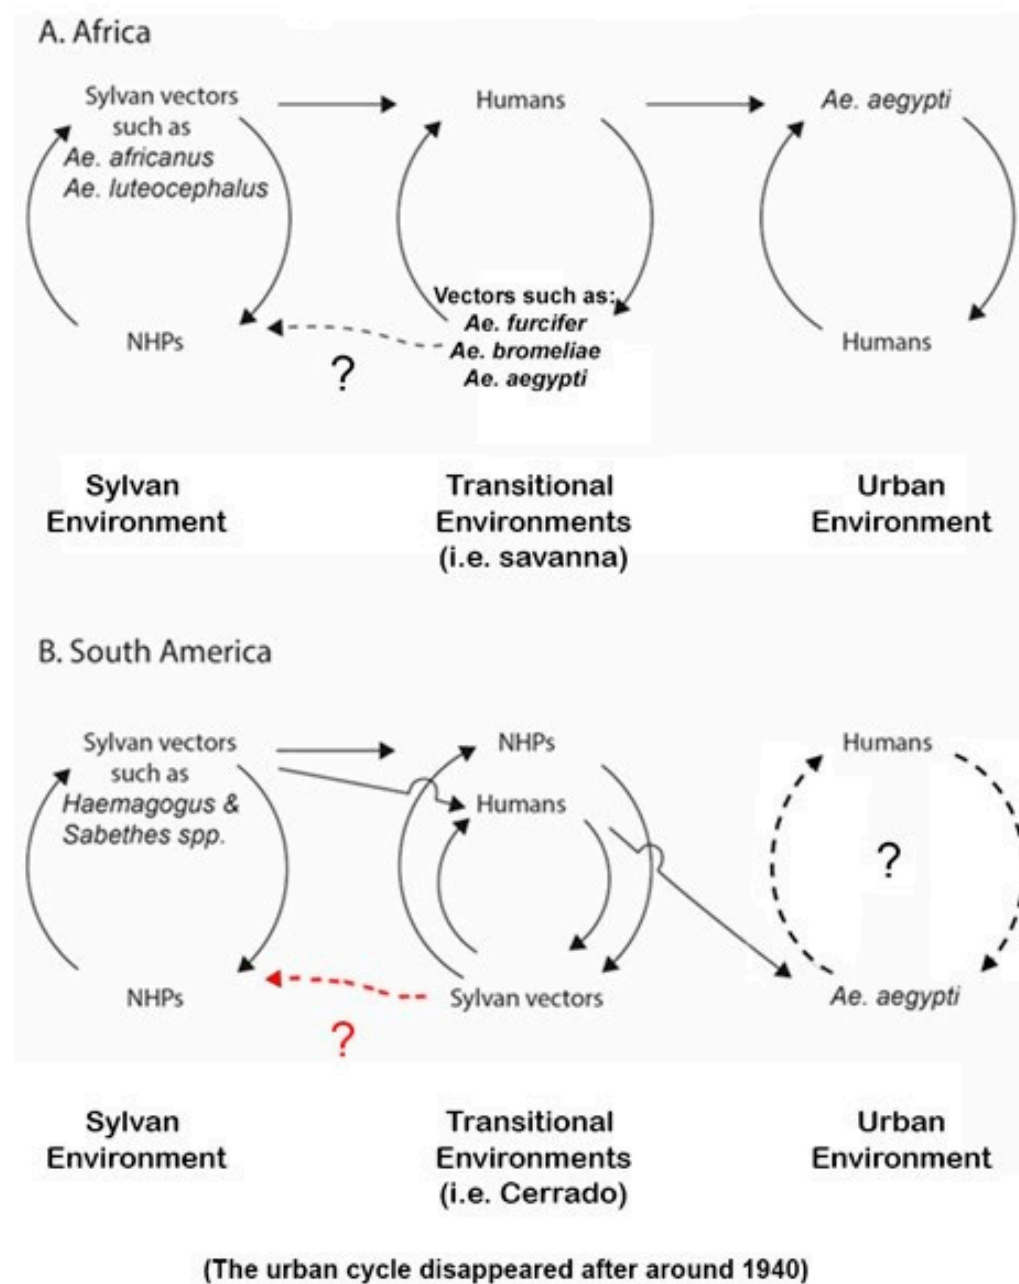 A. Africa
Sylvan vectors
such as
Ae. africanus
Ae. luteocephalus
NHPs
Humans
Vectors such as:
Ae. furcifer
Ae. bromeliae
Ae. aegypti
?
Ae. aegypti
Humans
Sylvan
Environment
Transitional
Environments
(i.e. savanna)
Urban
Environment
B. South America
Sylvan vectors
such as
Haemagogus &
Sabethes spp.
NHPs
NHPs
Humans
Sylvan vectors
?
Humans
?
Ae. aegypti
Sylvan
Environment
Transitional
Environments
(i.e. Cerrado)
Urban
Environment
(The urban cycle disappeared after around 1940)